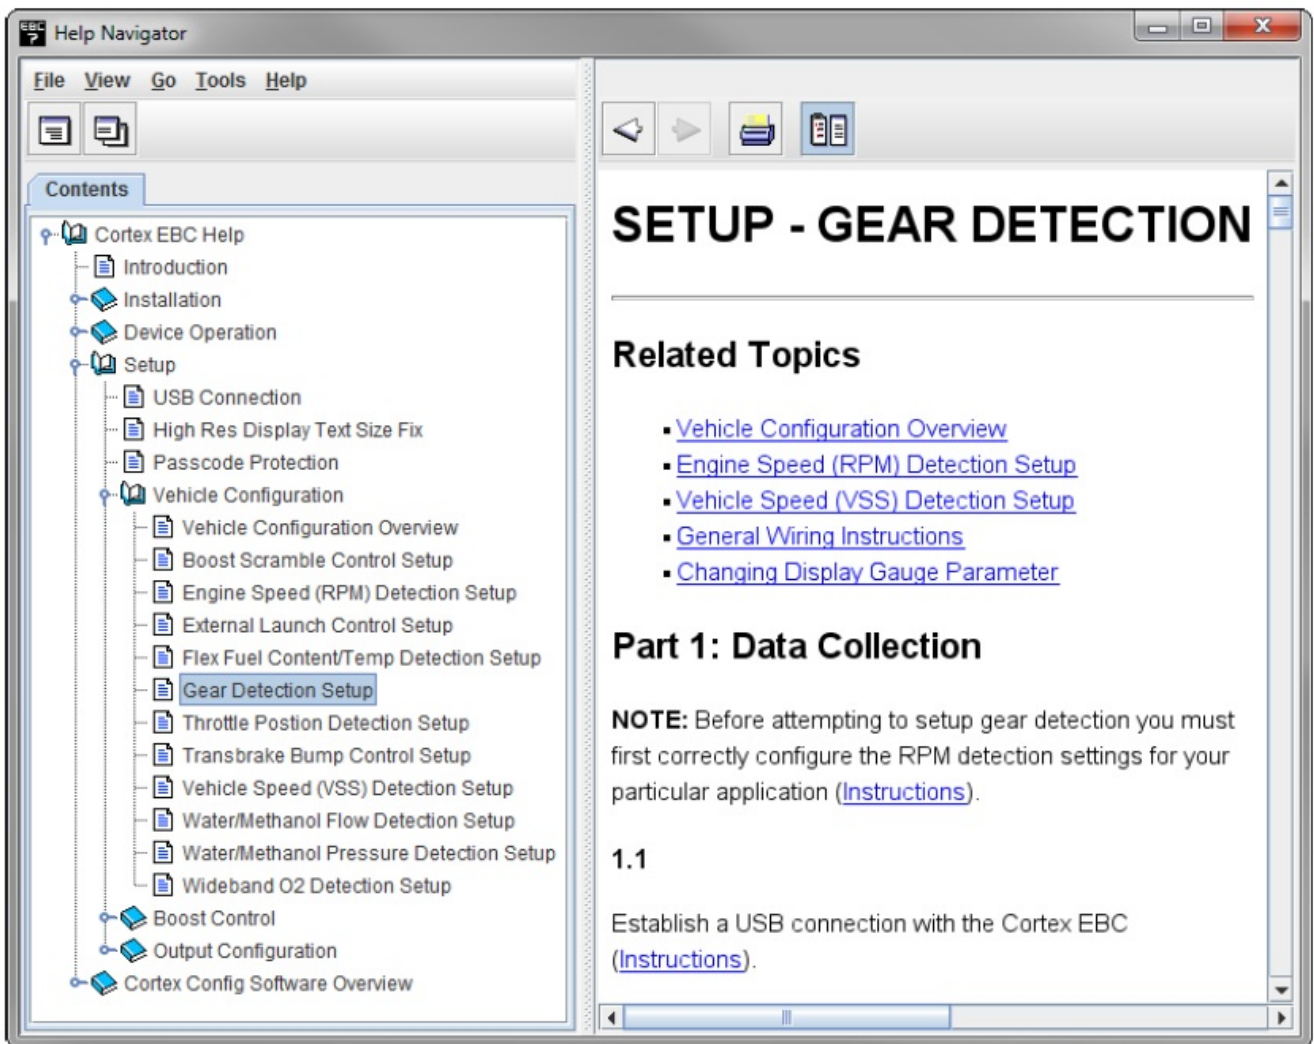 EBC
?
Help Navigator
File View Go Tools Help
Contents
Cortex EBC Help
Introduction
Installation
Device Operation
Setup
USB Connection
High Res Display Text Size Fix
Passcode Protection
Vehicle Configuration
Vehicle Configuration Overview
Boost Scramble Control Setup
Engine Speed (RPM) Detection Setup
External Launch Control Setup
Flex Fuel Content/Temp Detection Setup
Gear Detection Setup
Throttle Postion Detection Setup
Transbrake Bump Control Setup
Vehicle Speed (VSS) Detection Setup
Water/Methanol Flow Detection Setup
Water/Methanol Pressure Detection Setup
Wideband O2 Detection Setup
Boost Control
Output Configuration
Cortex Config Software Overview
SETUP - GEAR DETECTION
Related Topics
Vehicle Configuration Overview
Engine Speed (RPM) Detection Setup
Vehicle Speed (VSS) Detection Setup
General Wiring Instructions
Changing Display Gauge Parameter
Part 1: Data Collection
NOTE: Before attempting to setup gear detection you must
first correctly configure the RPM detection settings for your
particular application (Instructions).
1.1
Establish a USB connection with the Cortex EBC
(Instructions).